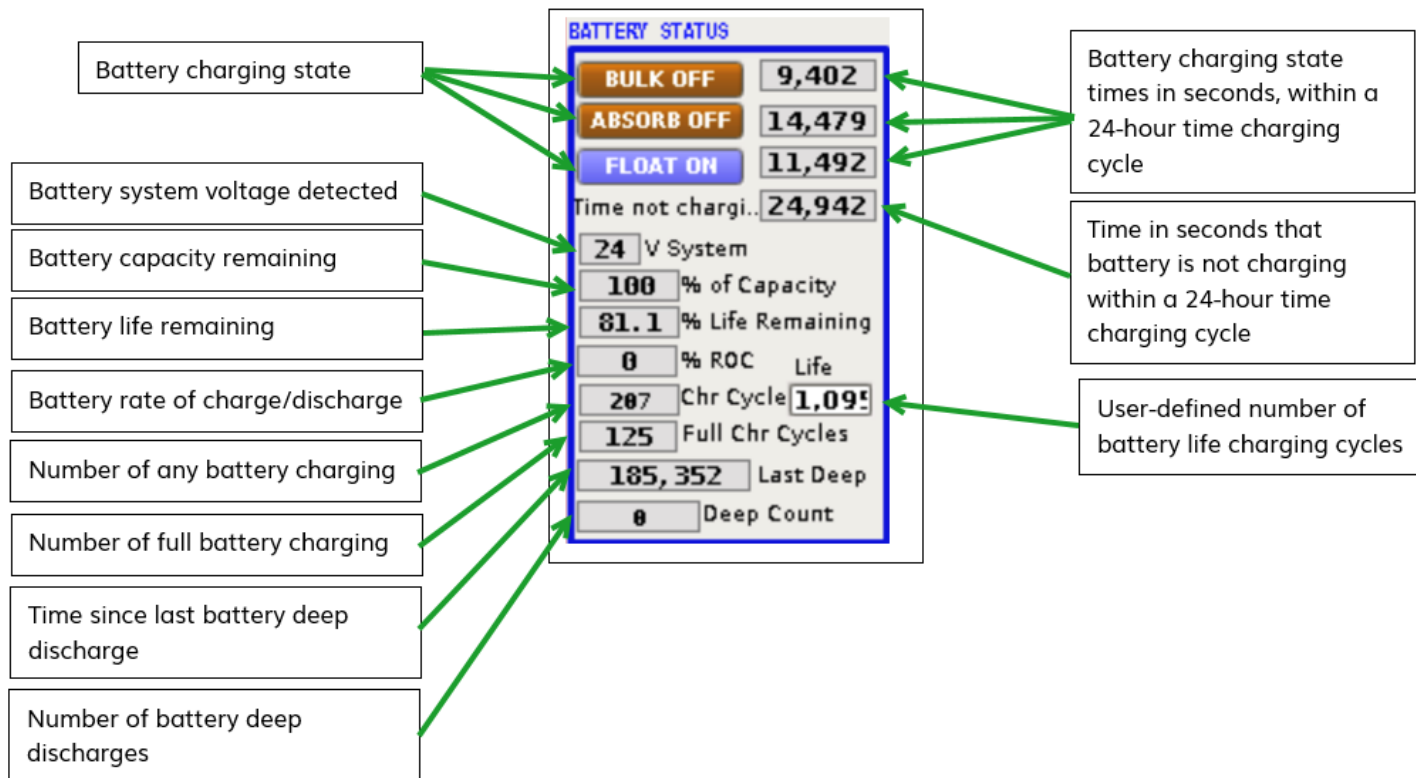 BATTERY STATUS
Battery charging state
BULK OFF
9,402
ABSORB OFF
14,479
FLOAT ON
11,492
Battery charging state
times in seconds, within a
24-hour time charging
cycle
Time not chargi..
24,942
Battery system voltage detected
24 V System
Time in seconds that
battery is not charging
within a 24-hour time
charging cycle
Battery capacity remaining
100 % of Capacity
Battery life remaining
81.1 % Life Remaining
Battery rate of charge/discharge
0 % ROC
Life
Number of any battery charging
207 Chr Cycle
1,095
User-defined number of
battery life charging cycles
Number of full battery charging
125 Full Chr Cycles
Time since last battery deep
discharge
185,352 Last Deep
Number of battery deep
discharges
0 Deep Count